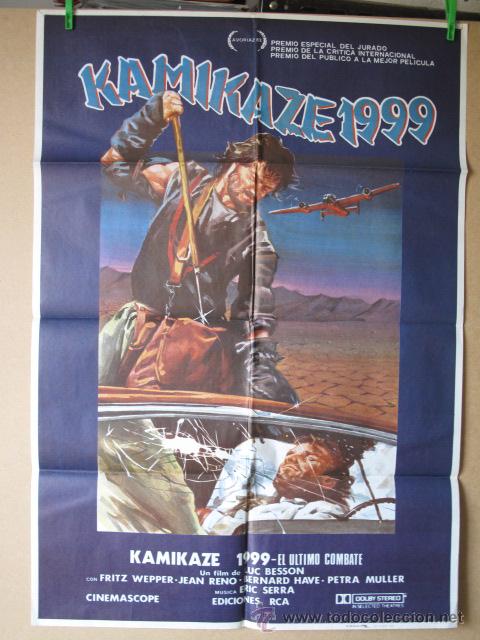 AVORIAZ 83
PREMIO ESPECIAL DEL JURADO
PREMIO DE LA CRITICA INTERNACIONAL
PREMIO DEL PUBLICO A LA MEJOR PELICULA
KAMIKAZE 1999
KAMIKAZE 1999-EL ULTIMO COMBATE
Un film de LUC BESSON
CON FRITZ WEPPER-JEAN RENO-BERNARD HAVE-PETRA MULLER
MUSICA ERIC SERRA
CINEMASCOPE EDICIONES RCA DOLBY STEREO
IN SELECTED THEATRES
todocoleccion.net